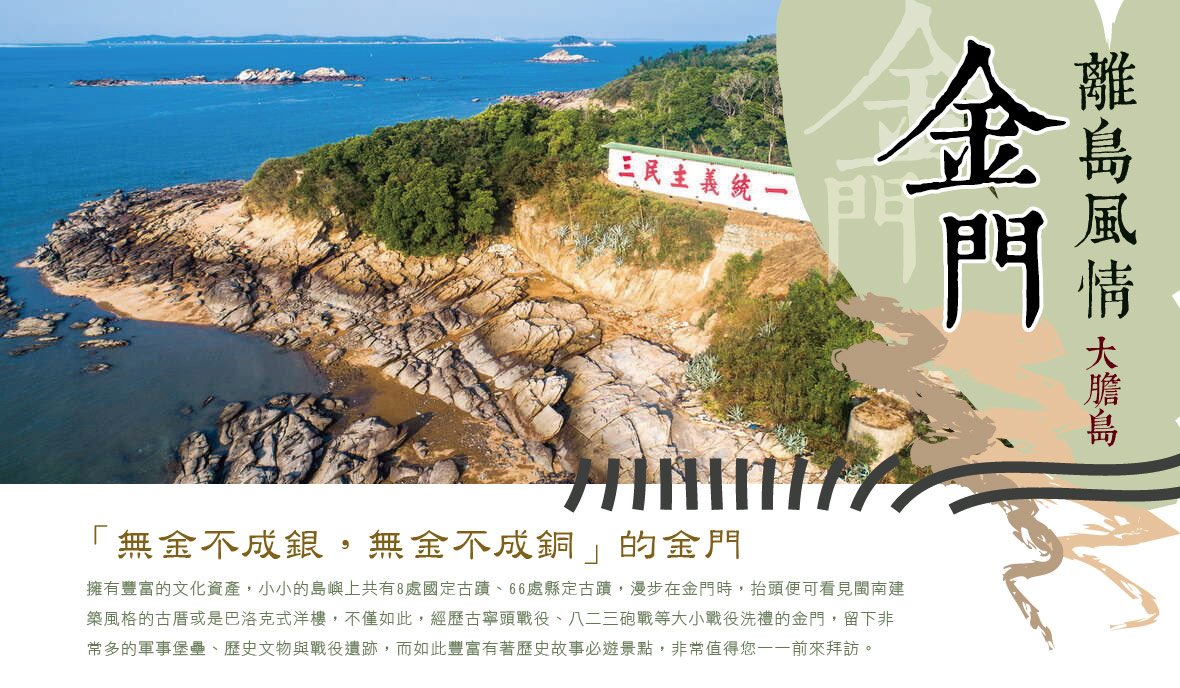 三民主義統一
金門
金門
離島風情
大膽島
「無金不成銀，無金不成銅」的金門
擁有豐富的文化資產，小小的島嶼上共有8處國定古蹟、66處縣定古蹟，漫步在金門時，抬頭便可看見閩南建
築風格的古厝或是巴洛克式洋樓，不僅如此，經歷古寧頭戰役、八二三砲戰等大小戰役洗禮的金門，留下非
常多的軍事堡壘、歷史文物與戰役遺跡，而如此豐富有著歷史故事必遊景點，非常值得您一一前來拜訪。